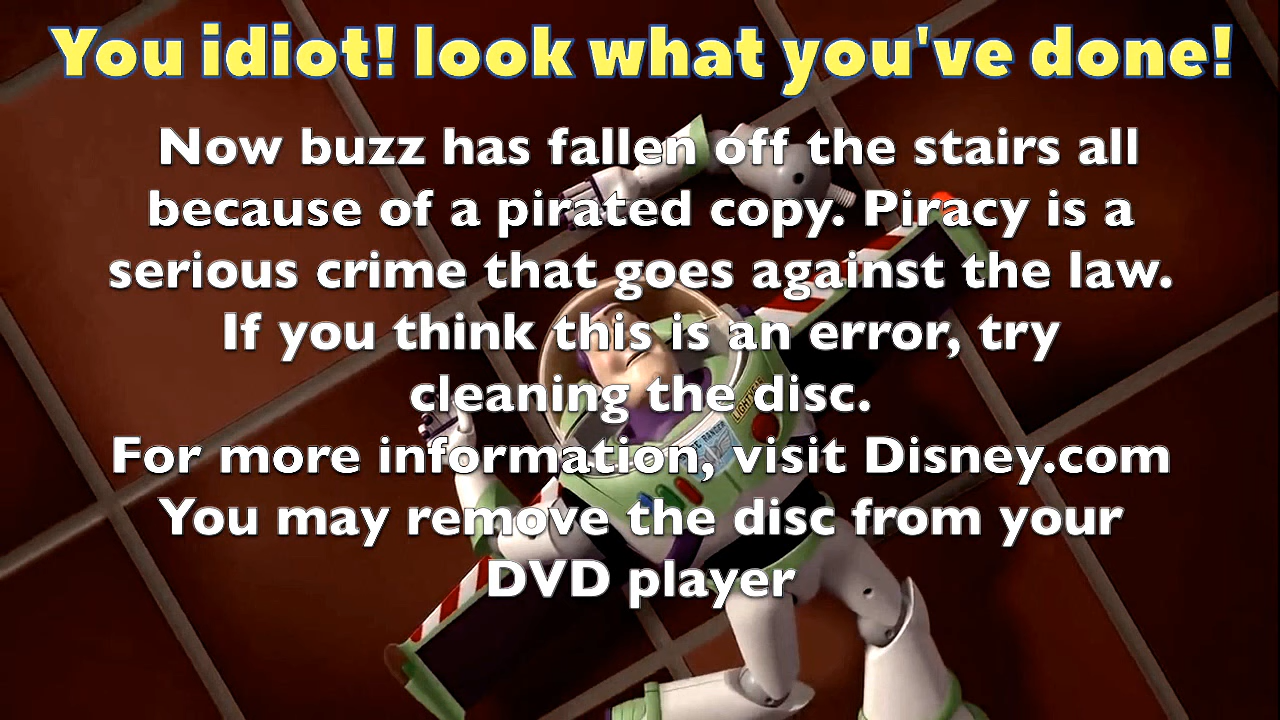 You idiot! look what you've done!
Now buzz has fallen off the stairs all
because of a pirated copy. Piracy is a
serious crime that goes against the law.
If you think this is an error, try
cleaning the disc.
For more information, visit Disney.com
You may remove the disc from your
DVD player
LIGHTYEAR
RANGER